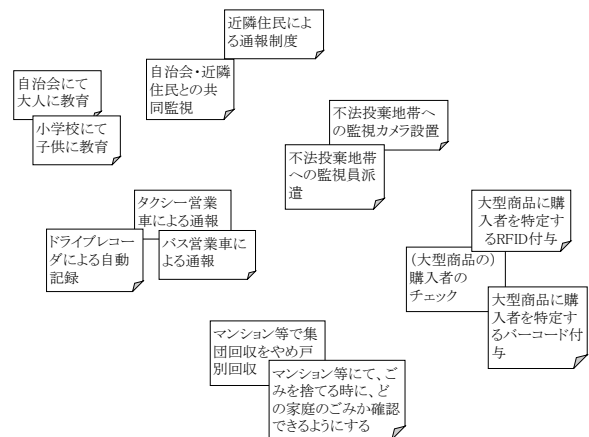 近隣住民によ
る通報制度
自治会・近隣
住民との共
同監視
自治会にて
大人に教育
小学校にて
子供に教育
不法投棄地帯へ
の監視カメラ設置
不法投棄地帯
への監視員派
遣
タクシー営業
車による通報
ドライブレコー
ダによる自動
記録
バス営業車に
よる通報
大型商品に購
入者を特定す
るRFID付与
(大型商品の)
購入者の
チェック
大型商品に購
入者を特定す
るバーコード付
与
マンション等で集
団回収をやめ戸
別回収
マンション等にて、ご
みを捨てる時に、ど
の家庭のごみか確認
できるようにする